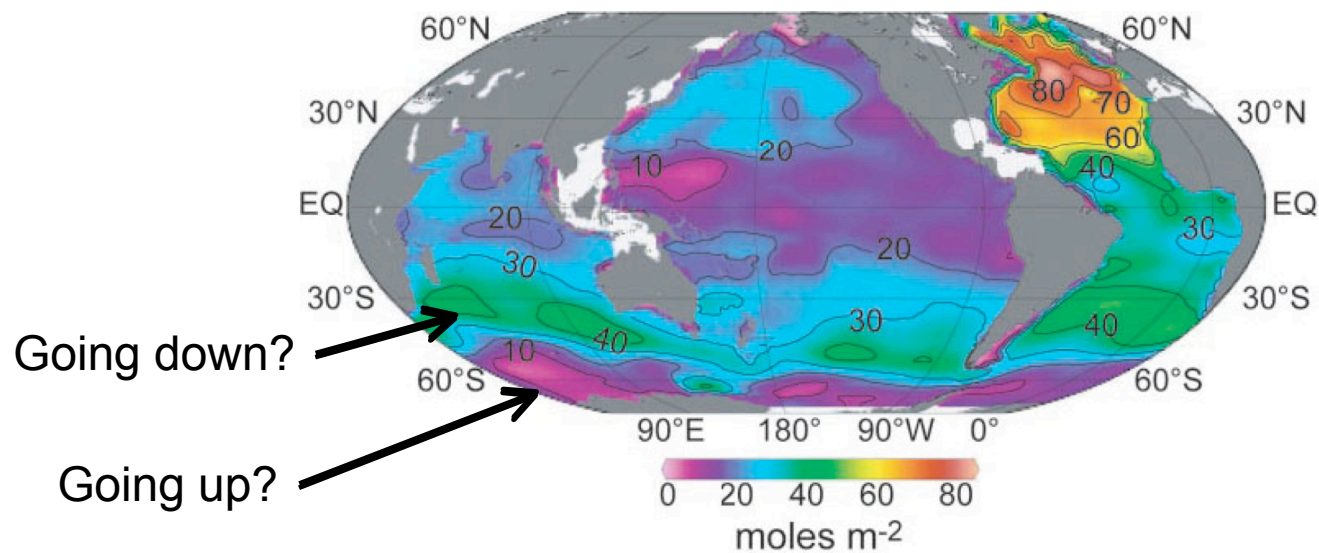 60°N 60°N
80 70
30°N 30°N
60
20 40
10
EQ EQ
20 30
20
30
30°S 30°S
30 40
Going down?
40
10
60°S 60°S
90°E 180° 90°W 0°
Going up?
0 20 40 60 80
moles m-2